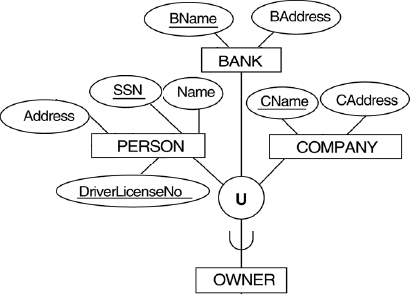 BName
BAddress
BANK
SSN
Name
CName
CAddress
Address
PERSON
COMPANY
DriverLicenseNo
U
OWNER